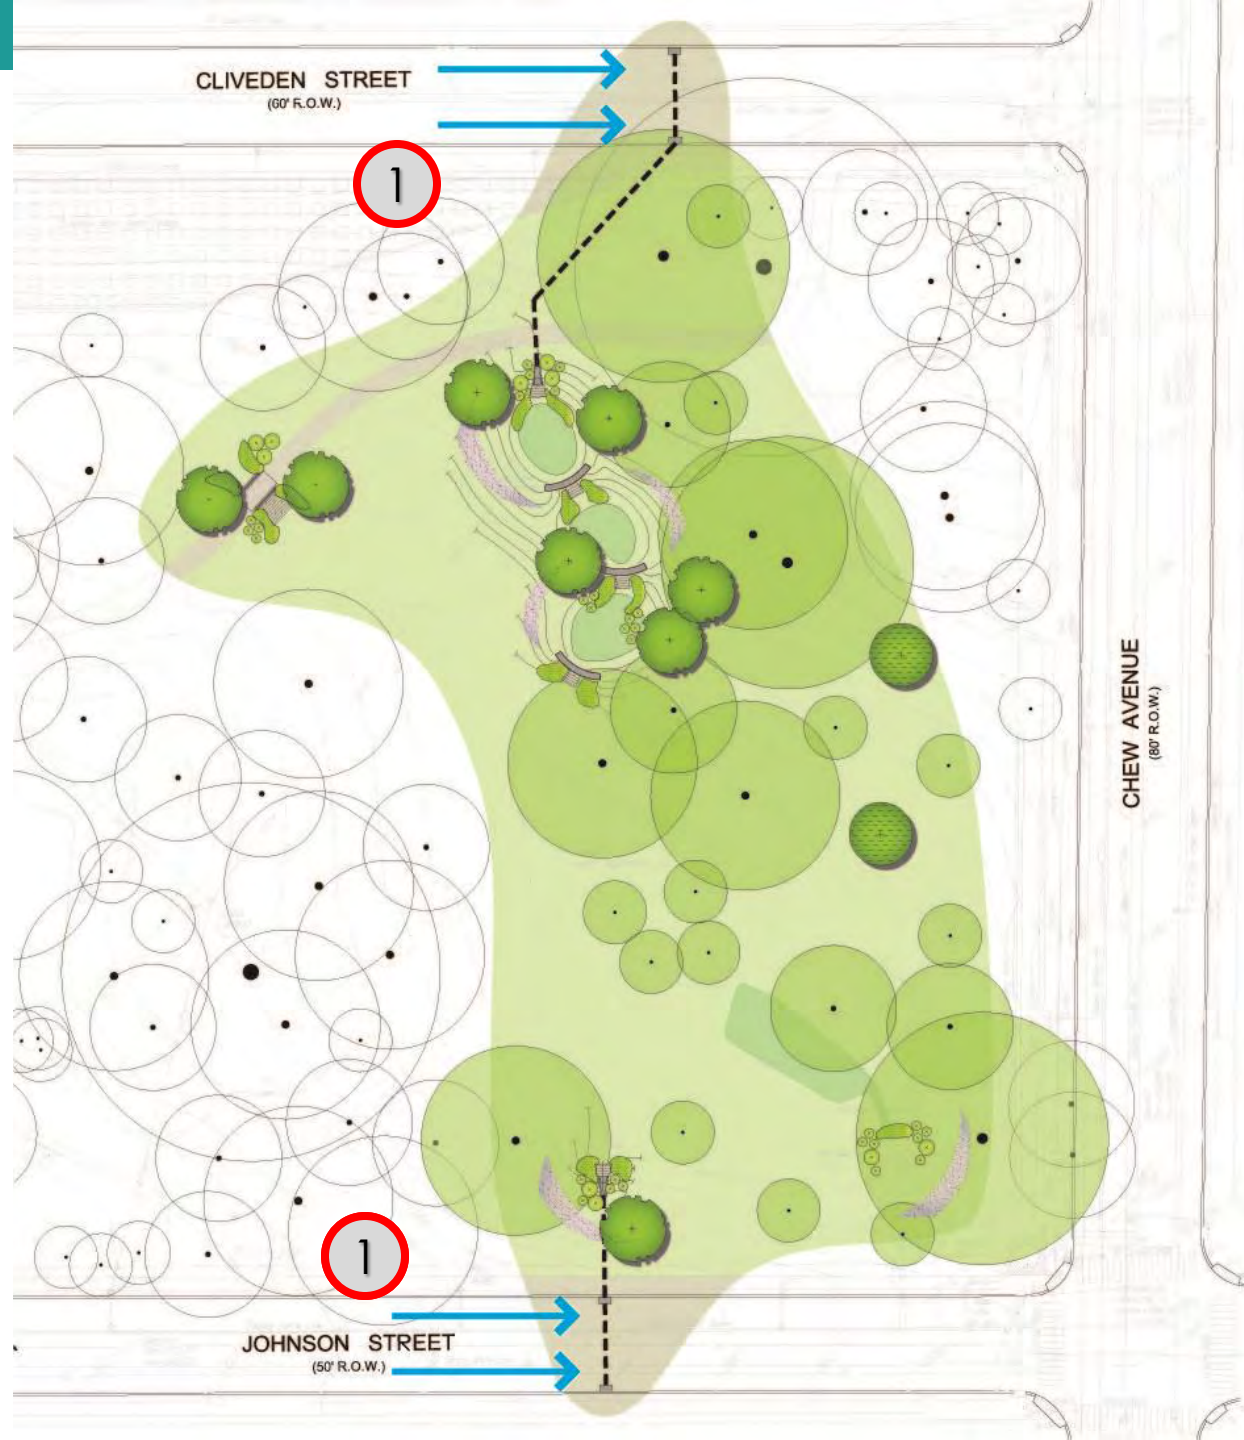 CLIVEDEN STREET
(60' R.O.W.)
1
CHEW AVENUE
(80' R.O.W.)
1
JOHNSON STREET
(50' R.O.W.)